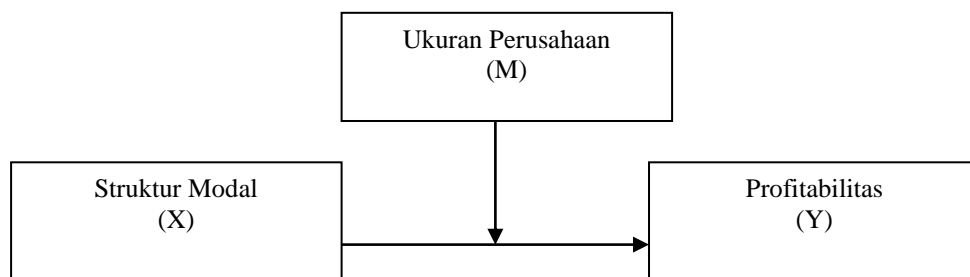 Ukuran Perusahaan
(M)
Struktur Modal
(X)
Profitabilitas
(Y)